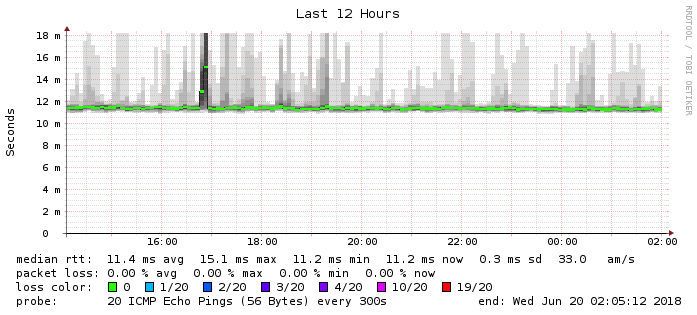 Last 12 Hours
RRDTOOL / TOBI OETIKER
Seconds
18 m
16 m
14 m
12 m
10 m
8 m
6 m
4 m
2 m
0
16:00 18:00 20:00 22:00 00:00 02:00
median rtt: 11.4 ms avg 15.1 ms max 11.2 ms min 11.2 ms now 0.3 ms sd 33.0 am/s
packet loss: 0.00 % avg 0.00 % max 0.00 % min 0.00 % now
loss color: 0 1/20 2/20 3/20 4/20 10/20 19/20
probe: 20 ICMP Echo Pings (56 Bytes) every 300s end: Wed Jun 20 02:05:12 2018